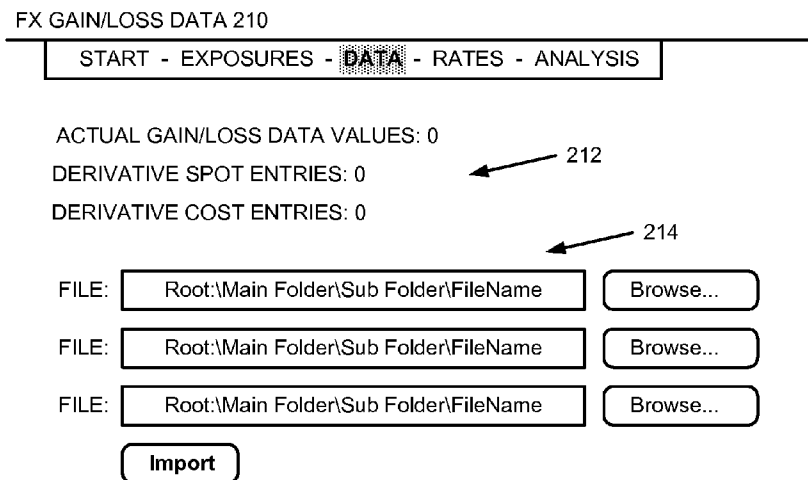 FX GAIN/LOSS DATA 210
START - EXPOSURES - DATA - RATES - ANALYSIS
ACTUAL GAIN/LOSS DATA VALUES: 0
212
DERIVATIVE SPOT ENTRIES: 0
DERIVATIVE COST ENTRIES: 0
214
FILE: Root:\Main Folder\Sub Folder\FileName Browse...
FILE: Root:\Main Folder\Sub Folder\FileName Browse...
FILE: Root:\Main Folder\Sub Folder\FileName Browse...
Import